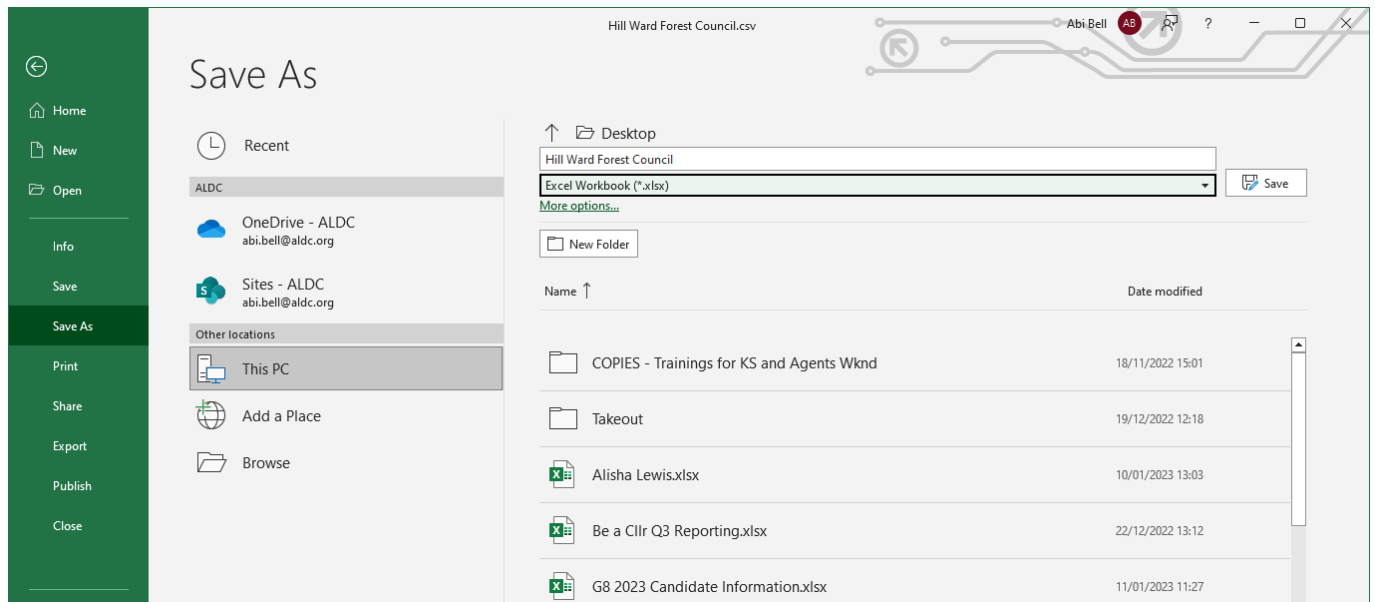 Hill Ward Forest Council.csv
Abi Bell
AB
?
Save As
Home
New
Open
Info
Save
Save As
Print
Share
Export
Publish
Close
Recent
ALDC
OneDrive - ALDC
abi.bell@aldc.org
S
Sites - ALDC
abi.bell@aldc.org
Other locations
This PC
Add a Place
Browse
Desktop
Hill Ward Forest Council
Excel Workbook (*.xlsx)
Save
More options...
New Folder
Name
Date modified
COPIES - Trainings for KS and Agents Wknd
18/11/2022 15:01
Takeout
19/12/2022 12:18
X
Alisha Lewis.xlsx
10/01/2023 13:03
X
Be a Cllr Q3 Reporting.xlsx
22/12/2022 13:12
X
G8 2023 Candidate Information.xlsx
11/01/2023 11:27